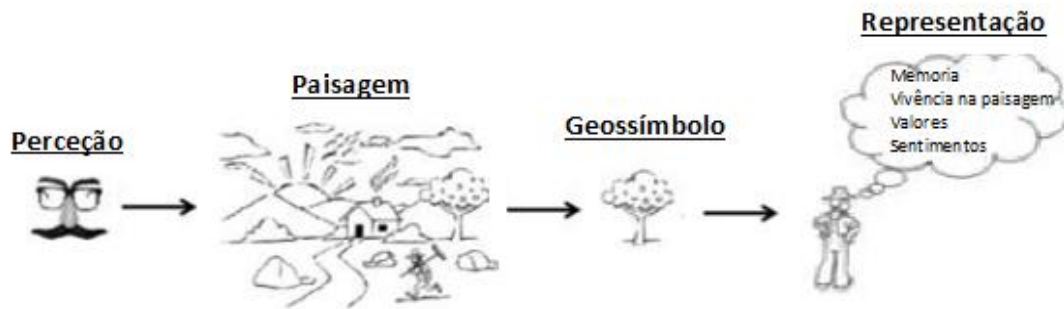 Perceção
Paisagem
Geossímbolo
Representação
Memoria
Vivência na paisagem
Valores
Sentimentos